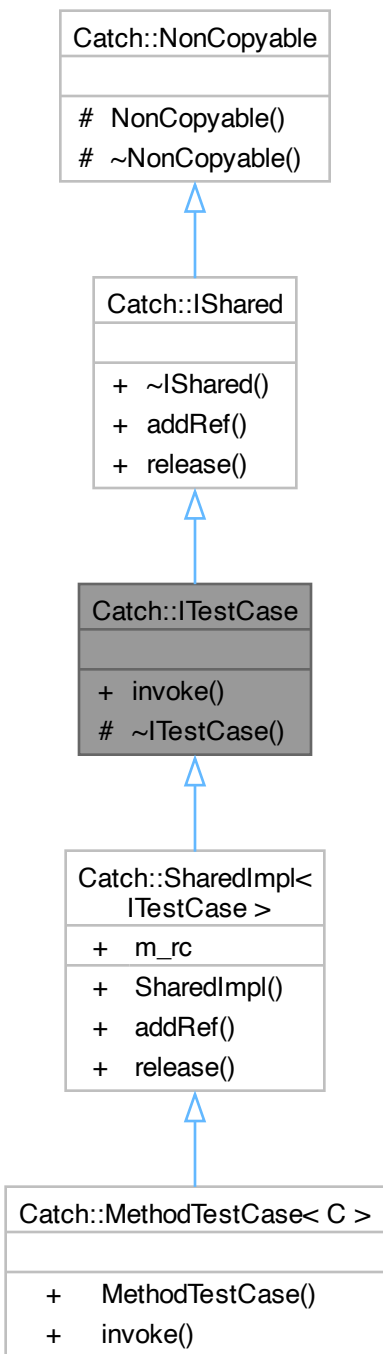 Catch::NonCopyable
# NonCopyable()
# ~NonCopyable()
Catch::IShared
+ ~IShared()
+ addRef()
+ release()
Catch::ITestCase
+ invoke()
# ~ITestCase()
Catch::SharedImpl<
ITestCase >
+ m_rc
+ SharedImpl()
+ addRef()
+ release()
Catch::MethodTestCase< C >
+ MethodTestCase()
+ invoke()